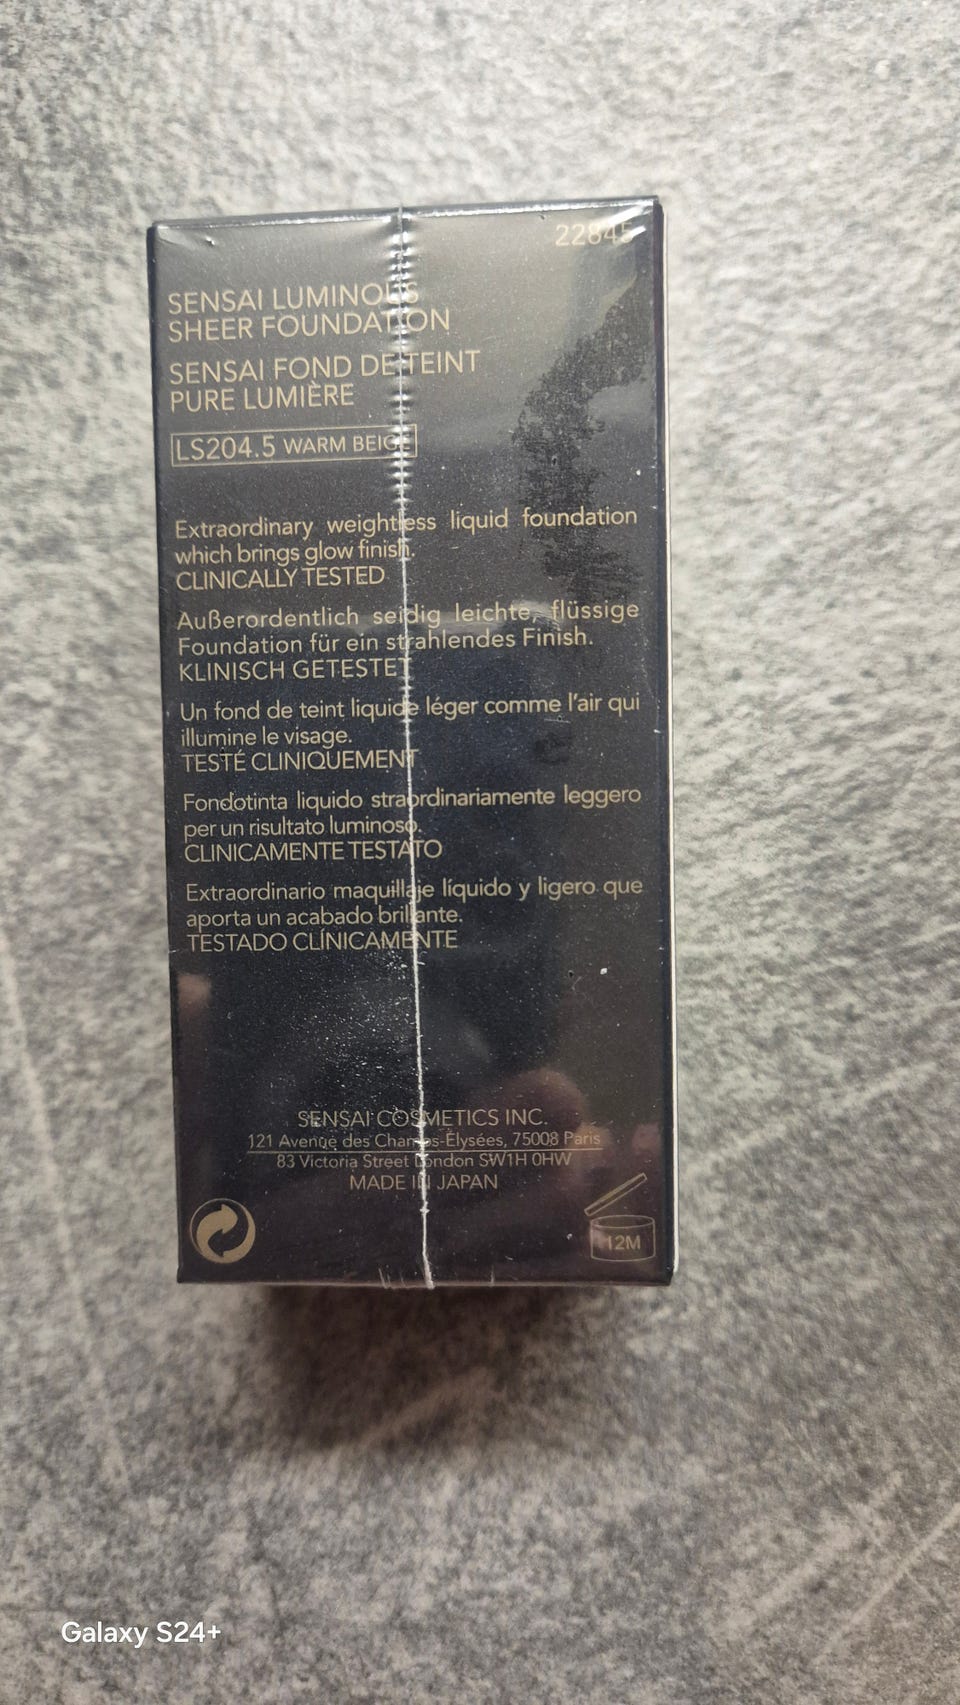 22845
SENSAI LUMINOUS
SHEER FOUNDATION
SENSAI FOND DE TEINT
PURE LUMIÈRE
LS204.5 WARM BEIGE
Extraordinary weightless liquid foundation
which brings glow finish.
CLINICALLY TESTED
Außerordentlich seidig leichte, flüssige
Foundation für ein strahlendes Finish.
KLINISCH GETESTET
Un fond de teint liquide léger comme l'air qui
illumine le visage.
TESTÉ CLINIQUEMENT
Fondotinta liquido straordinariamente leggero
per un risultato luminoso.
CLINICAMENTE TESTATO
Extraordinario maquillaje líquido y ligero que
aporta un acabado brillante.
TESTADO CLÍNICAMENTE
SENSAI COSMETICS INC.
121 Avenue des Champs-Élysées, 75008 Paris
83 Victoria Street London SW1H 0HW
MADE IN JAPAN
12M
Galaxy S24+